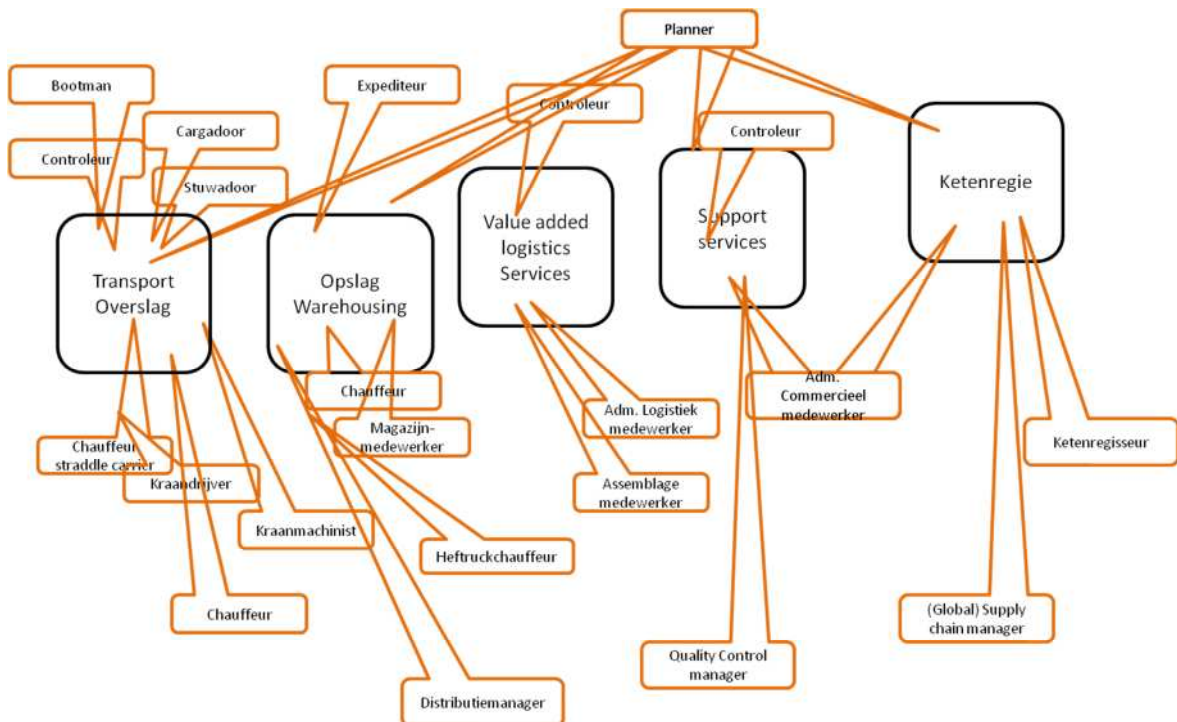 Planner
Bootman
Expediteur
Controleur
Cargadoor
Controleur
Controleur
Stuwadoor
Ketenregie
Value added
logistics
Services
Support
services
Transport
Overslag
Opslag
Warehousing
Chauffeur
Adm.
Commercieel
medewerker
Adm. Logistiek
medewerker
Magazijn-
medewerker
Chauffeur
straddle carrier
Ketenregisseur
Kraandrijver
Assemblage
medewerker
Kraanmachinist
Heftruckchauffeur
Chauffeur
(Global) Supply
chain manager
Quality Control
manager
Distributiemanager